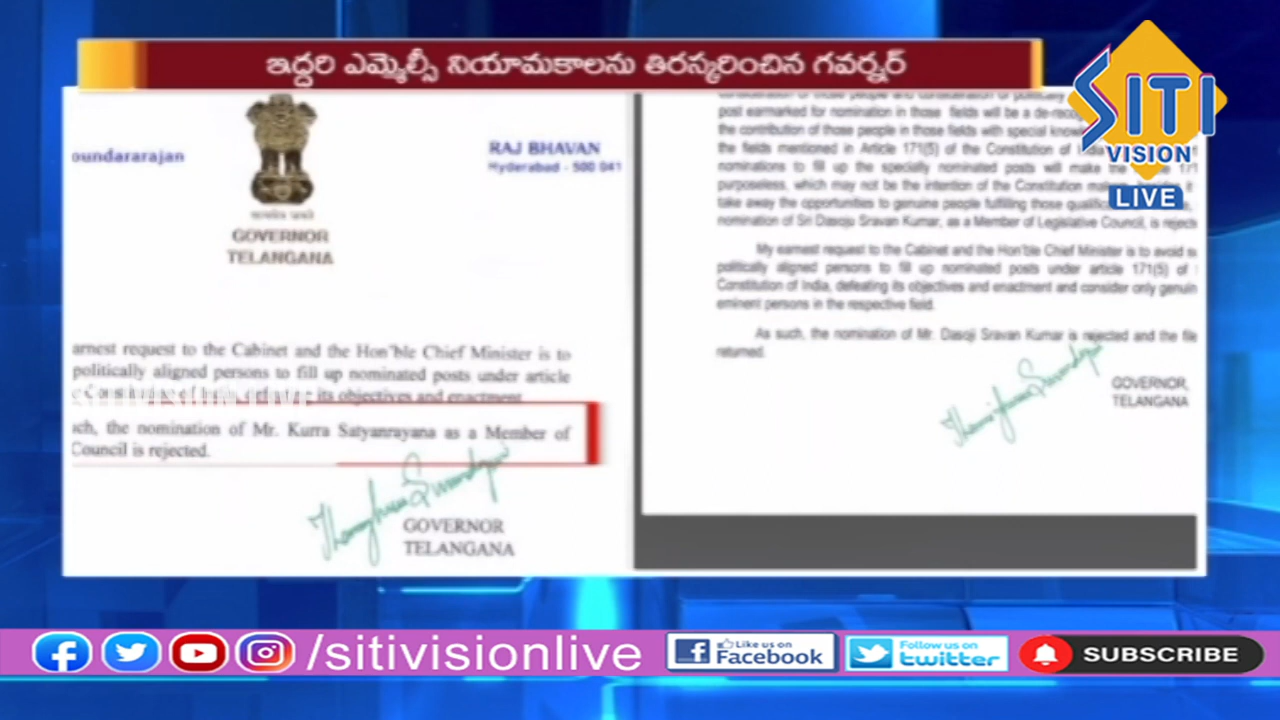 ఇద్దరి ఎమ్మెల్సీ నియామకాలను తిరస్కరించిన గవర్నర్
SITI
VISION
LIVE
oundararajan
RAJ BHAVAN
Hyderabad - 500 041
GOVERNOR
TELANGANA
arnest request to the Cabinet and the Hon'ble Chief Minister is to
politically aligned persons to fill up nominated posts under article
its objectives and enactment
SITIVISIONLIVE
ch, the nomination of Mr. Kurra Satyanrayana as a Member of
Council is rejected.
GOVERNOR
TELANGANA
post earmarked for nomination in those fields will be a de-recog
the contribution of those people in those fields with special know
the fields mentioned in Article 171(5) of the Constitution of India
nominations to fill up the specially nominated posts will make the 171
purposeless, which may not be the intention of the Constitution it
take away the opportunities to genuine people fulfilling those
nomination of Sri Dasoju Sravan Kumar, as a Member of Legislative Council, is rejecte
My earnest request to the Cabinet and the Hon'ble Chief Minister is to avoid su
politically aligned persons to fill up nominated posts under article 171(5) of
Constitution of India, defeating its objectives and enactment and consider only genuin
eminent persons in the respective field.
As such, the nomination of Mr. Dasoji Sravan Kumar is rejected and the file
returned.
GOVERNOR,
TELANGANA
/sitivisionlive
Like us on
Facebook
Follow us on
twitter
SUBSCRIBE